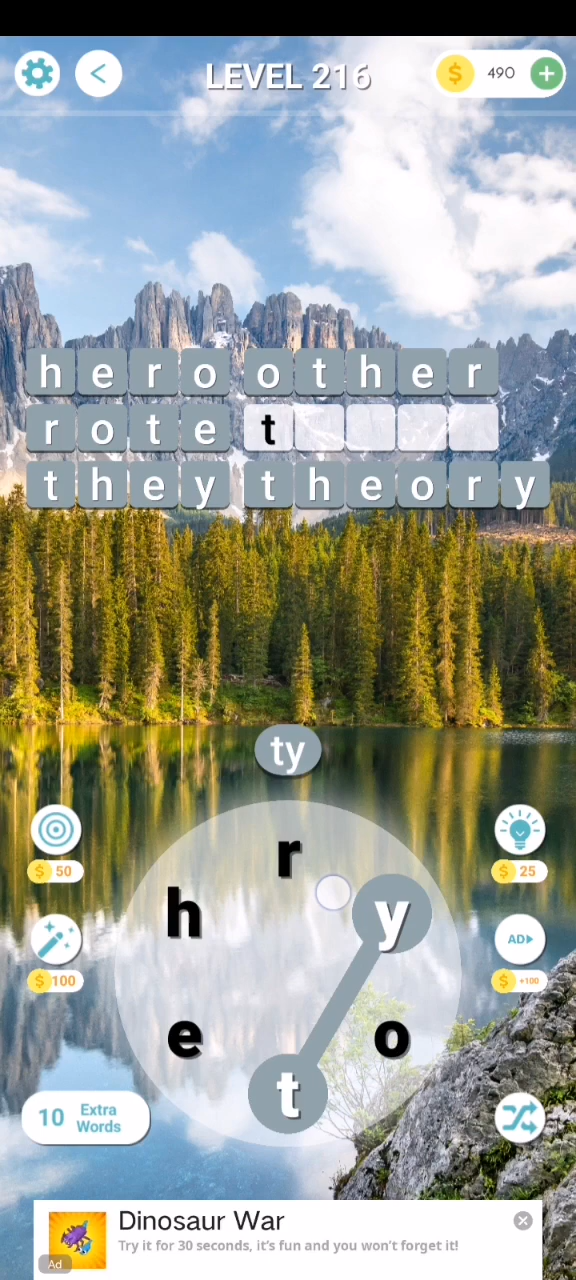 LEVEL 216
490
hero other
rote t
they theory
ty
r
h y
e o
t
50
25
100
AD
+100
10 Extra Words
Dinosaur War
Try it for 30 seconds, it's fun and you won't forget it!
Ad